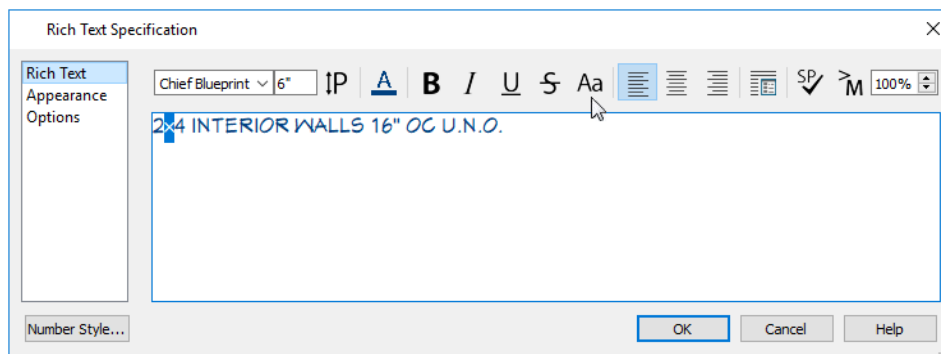 Rich Text Specification
Rich Text
Appearance
Options
Chief Blueprint 6" P A B I U S Aa SP M 100%
2x4 INTERIOR WALLS 16" OC U.N.O.
Number Style... OK Cancel Help